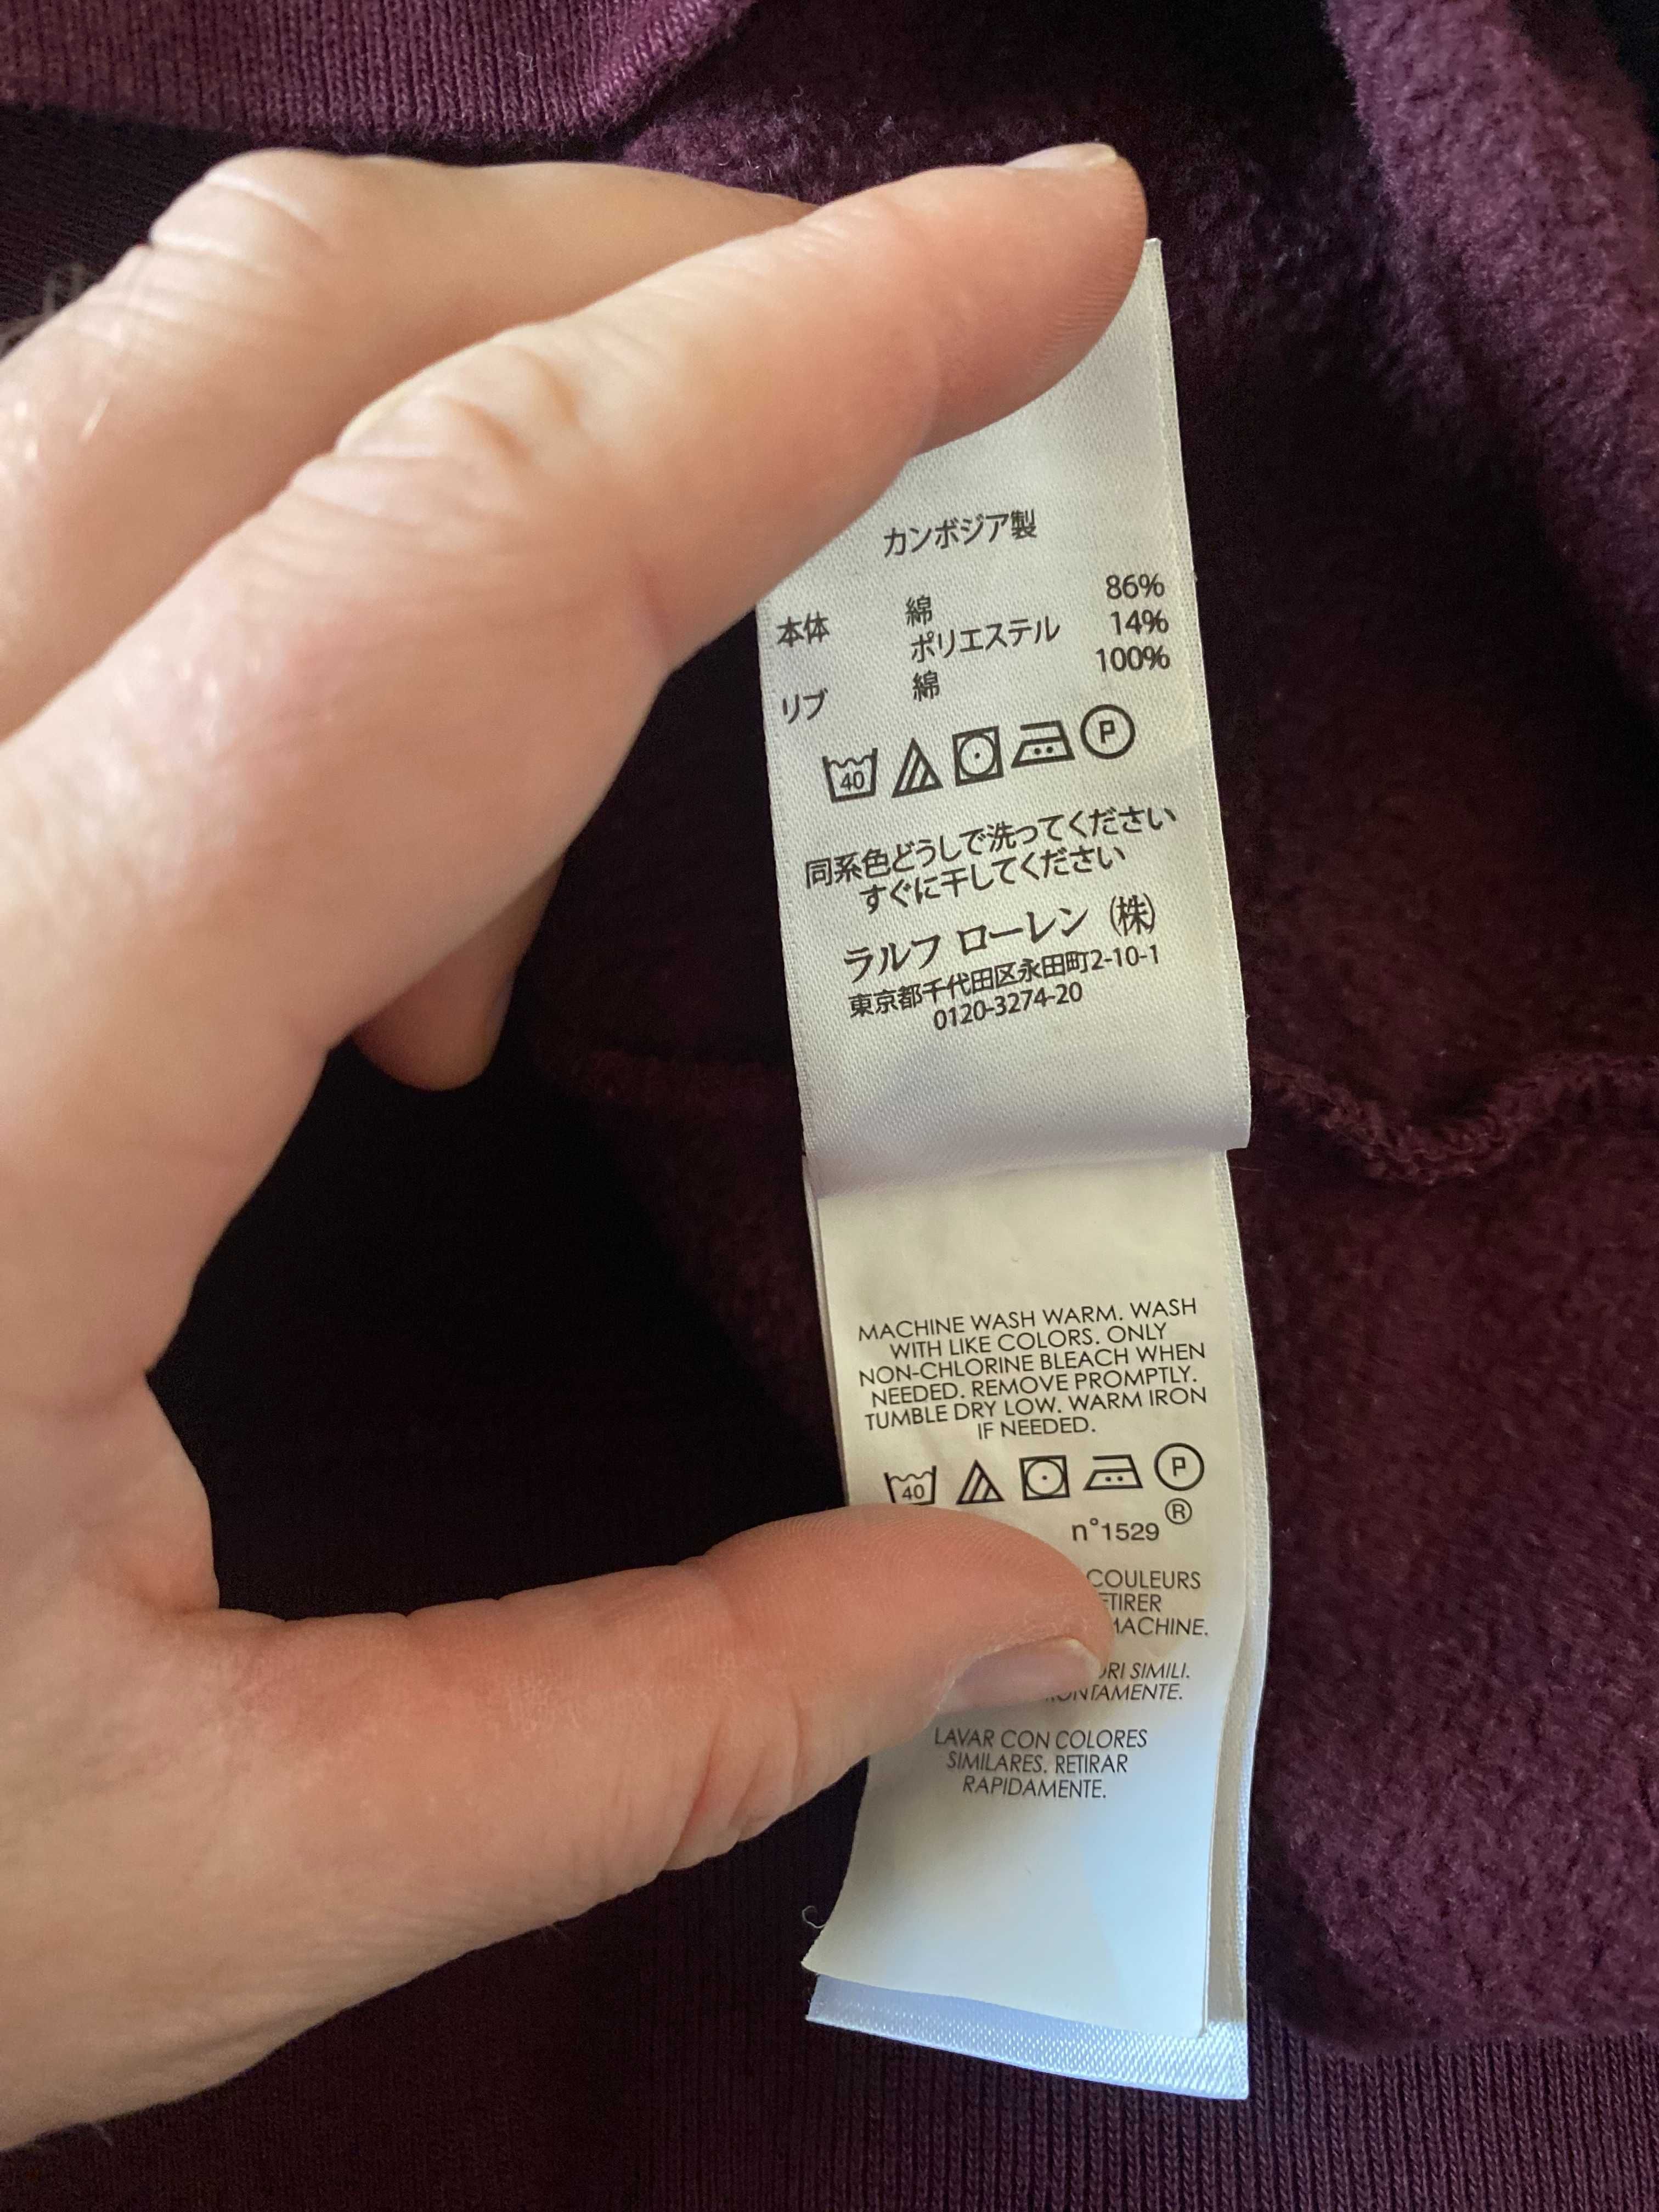 カンボジア製
本体 綿 86%
ポリエステル 14%
リブ 綿 100%
40 P
同系色どうしで洗ってください
すぐに干してください
ラルフ ローレン (株)
東京都千代田区永田町2-10-1
0120-3274-20
MACHINE WASH WARM. WASH
WITH LIKE COLORS. ONLY
NON-CHLORINE BLEACH WHEN
NEEDED. REMOVE PROMPTLY.
TUMBLE DRY LOW. WARM IRON
IF NEEDED.
40 P
n°1529 ®
COULEURS
SIMILI.
LAVAR CON COLORES
SIMILARES. RETIRAR
RAPIDAMENTE.